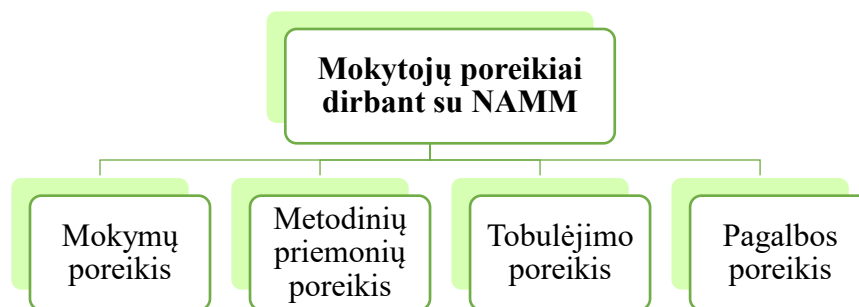 Mokytojų poreikiai
dirbant su NAMM
Mokymų
poreikis
Metodinių
priemonių
poreikis
Tobulėjimo
poreikis
Pagalbos
poreikis